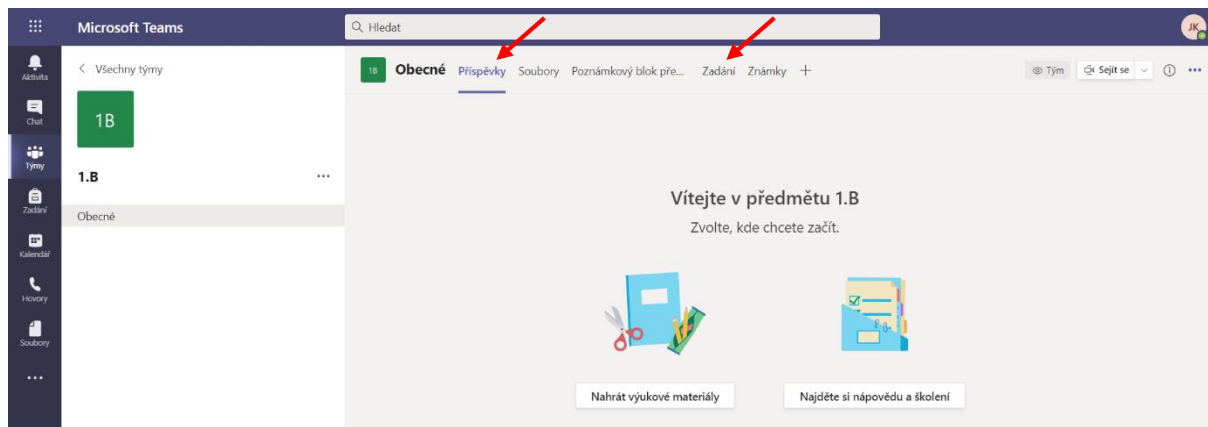 Microsoft Teams
Hledat
JK
Aktivita
Chat
Týmy
Zadání
Kalendář
Hovory
Soubory
Všechny týmy
1B
1.B
Obecné
1B Obecné Příspěvky Soubory Poznámkový blok pře... Zadání Známky +
Tým Sejít se
Vítejte v předmětu 1.B
Zvolte, kde chcete začít.
Nahrát výukové materiály
Najděte si nápovědu a školení